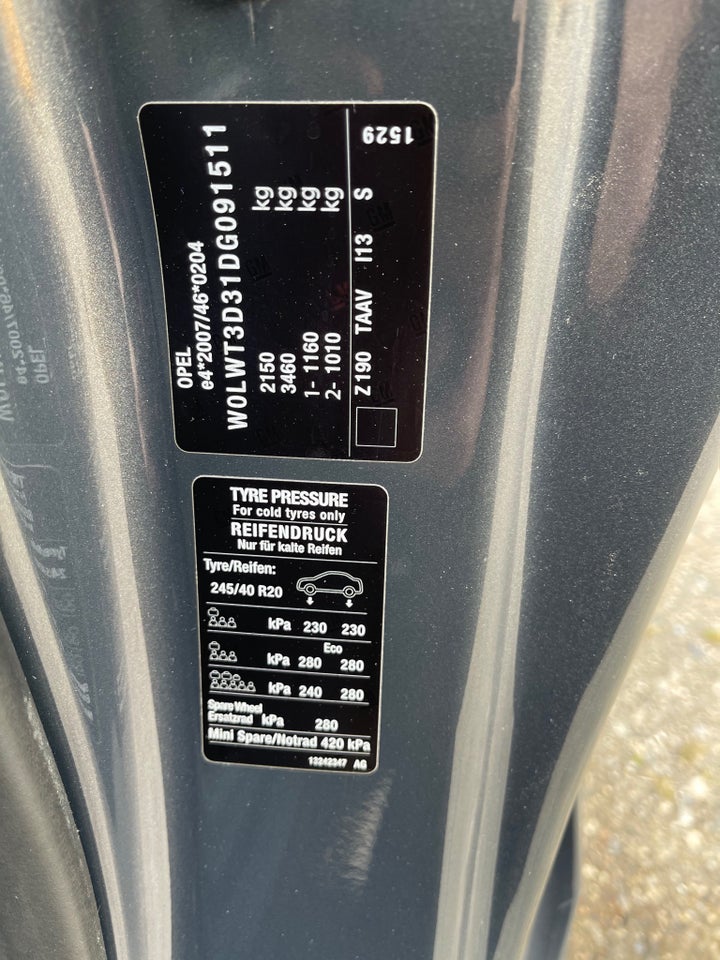 OPEL
e4*2007/46*0204
W0LWT3D31DG091511
2150 kg
3460 kg
1- 1160 kg
2- 1010 kg
Z190 TAAV I13 S
1529
TYRE PRESSURE
For cold tyres only
REIFENDRUCK
Nur für kalte Reifen
Tyre/Reifen:
245/40 R20
kPa 230 230
Eco
kPa 280 280
kPa 240 280
Spare Wheel
Ersatzrad kPa 280
Mini Spare/Notrad 420 kPa
13242347 AG